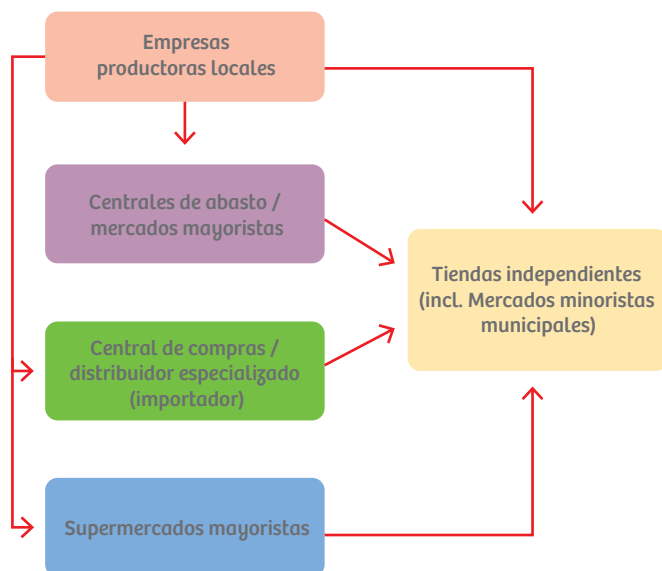 Empresas
productoras locales
Centrales de abasto /
mercados mayoristas
Tiendas independientes
(incl. Mercados minoristas
municipales)
Central de compras /
distribuidor especializado
(importador)
Supermercados mayoristas